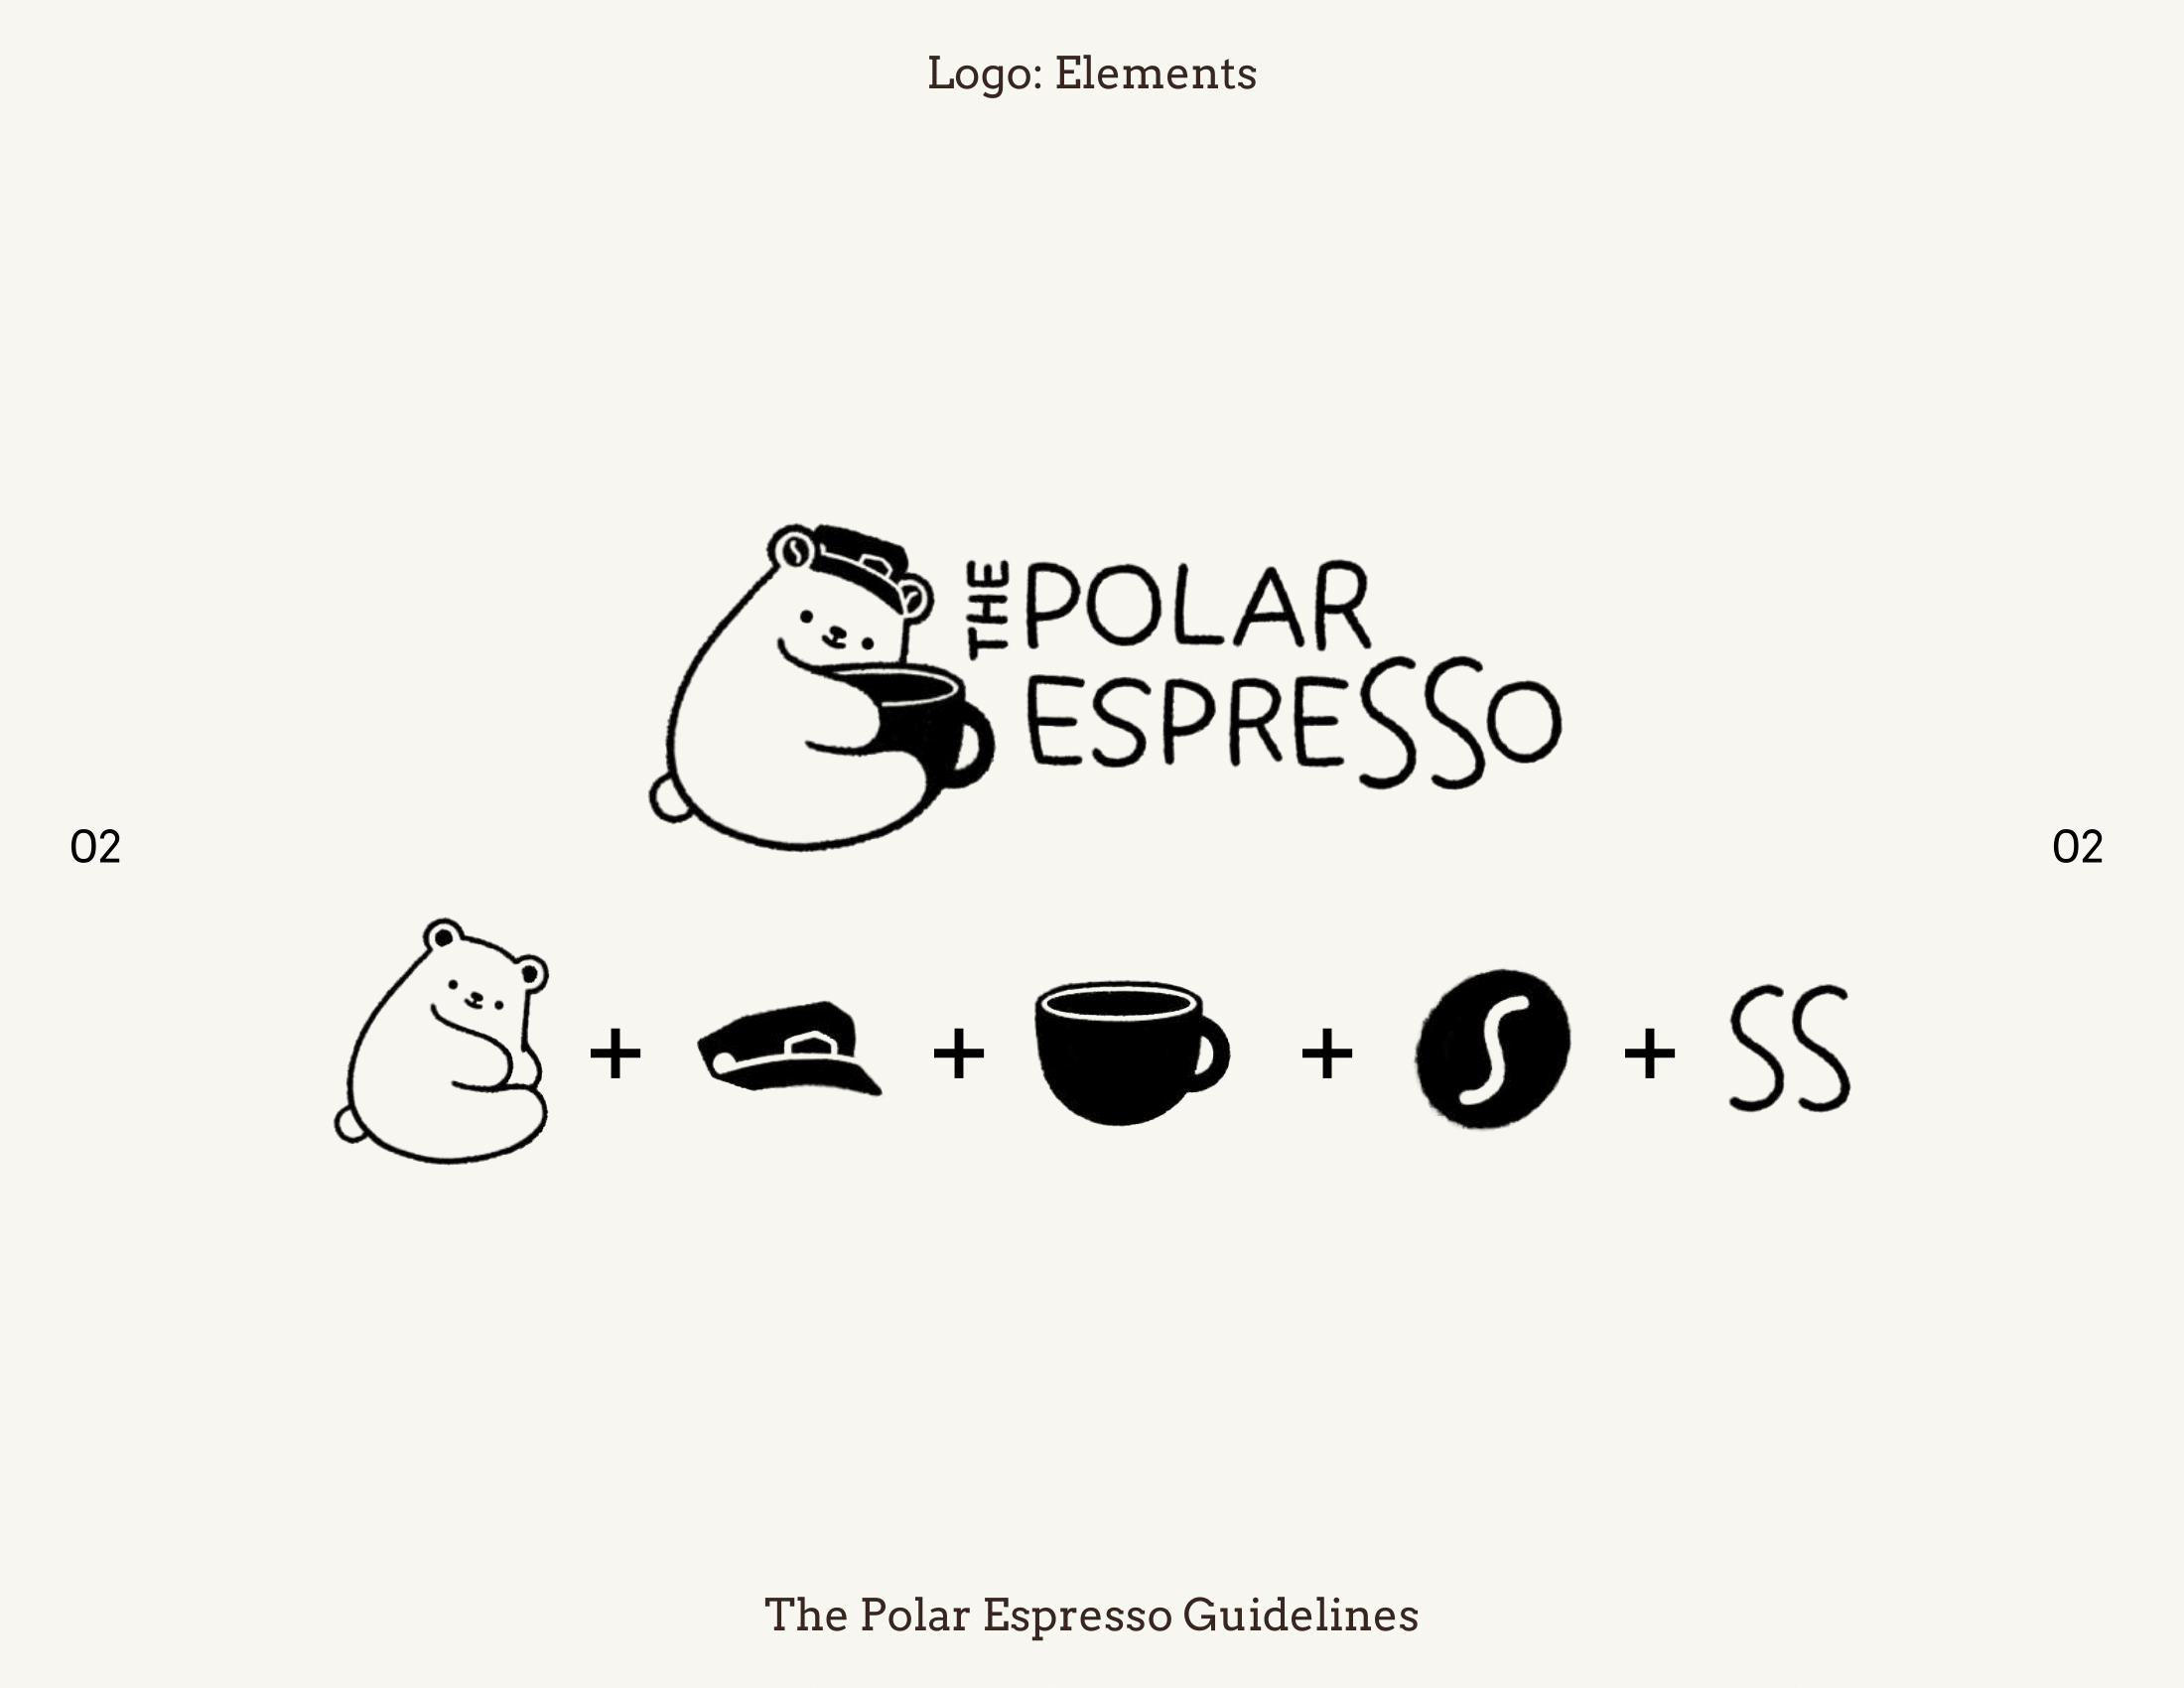 Logo: Elements
THE
POLAR
ESPRESSO
02
02
+ + + + SS
The Polar Espresso Guidelines